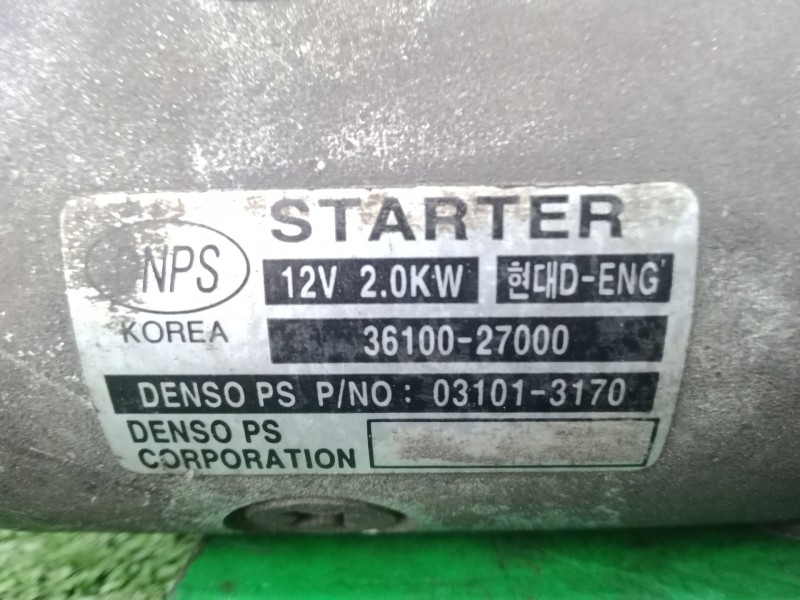 STARTER
NPS
12V 2.0KW 현대D-ENG'
KOREA
36100-27000
DENSO PS P/NO: 03101-3170
DENSO PS
CORPORATION